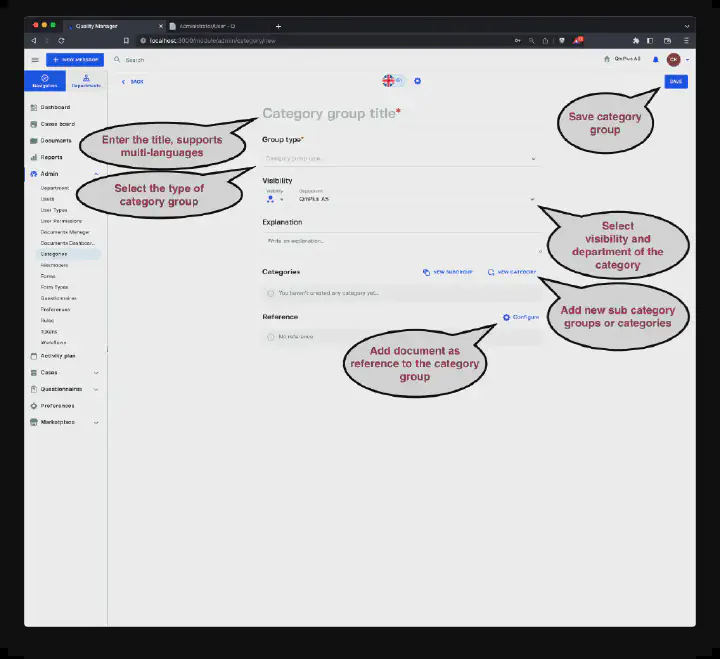 Quality Manager
AdministratorUser - Q
localhost:3000/module/admin/category/new
NEW MESSAGE
Search
QmPlus AS
Navigation
Departments
BACK
SAVE
Dashboard
Cases board
Documents
Reports
Admin
Department
Users
User Types
User Permissions
Documents Manager
Documents Dashboar...
Categories
Forms
Form Types
Questionnaires
Preferences
Rules
Tokens
Workflows
Activity plan
Cases
Questionnaires
Preferences
Marketplace
Category group title*
Group type*
Category group type...
Visibility
Visibility
Department
QmPlus AS
Explanation
Write an explanation...
Categories
NEW SUBGROUP
NEW CATEGORY
You haven't created any category yet...
Reference
Configure
No reference
Enter the title, supports
multi-languages
Select the type of
category group
Save category
group
Select
visibility and
department of the
category
Add new sub category
groups or categories
Add document as
reference to the category
group